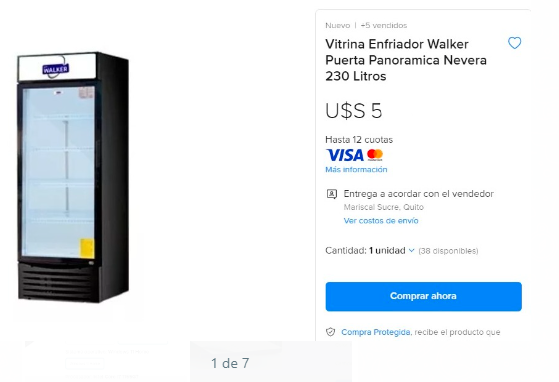 WALKER
Nuevo | +5 vendidos
Vitrina Enfriador Walker
Puerta Panoramica Nevera
230 Litros
U$S 5
Hasta 12 cuotas
VISA
Más información
Entrega a acordar con el vendedor
Mariscal Sucre, Quito
Ver costos de envío
Cantidad: 1 unidad (38 disponibles)
Comprar ahora
Compra Protegida, recibe el producto que
1 de 7